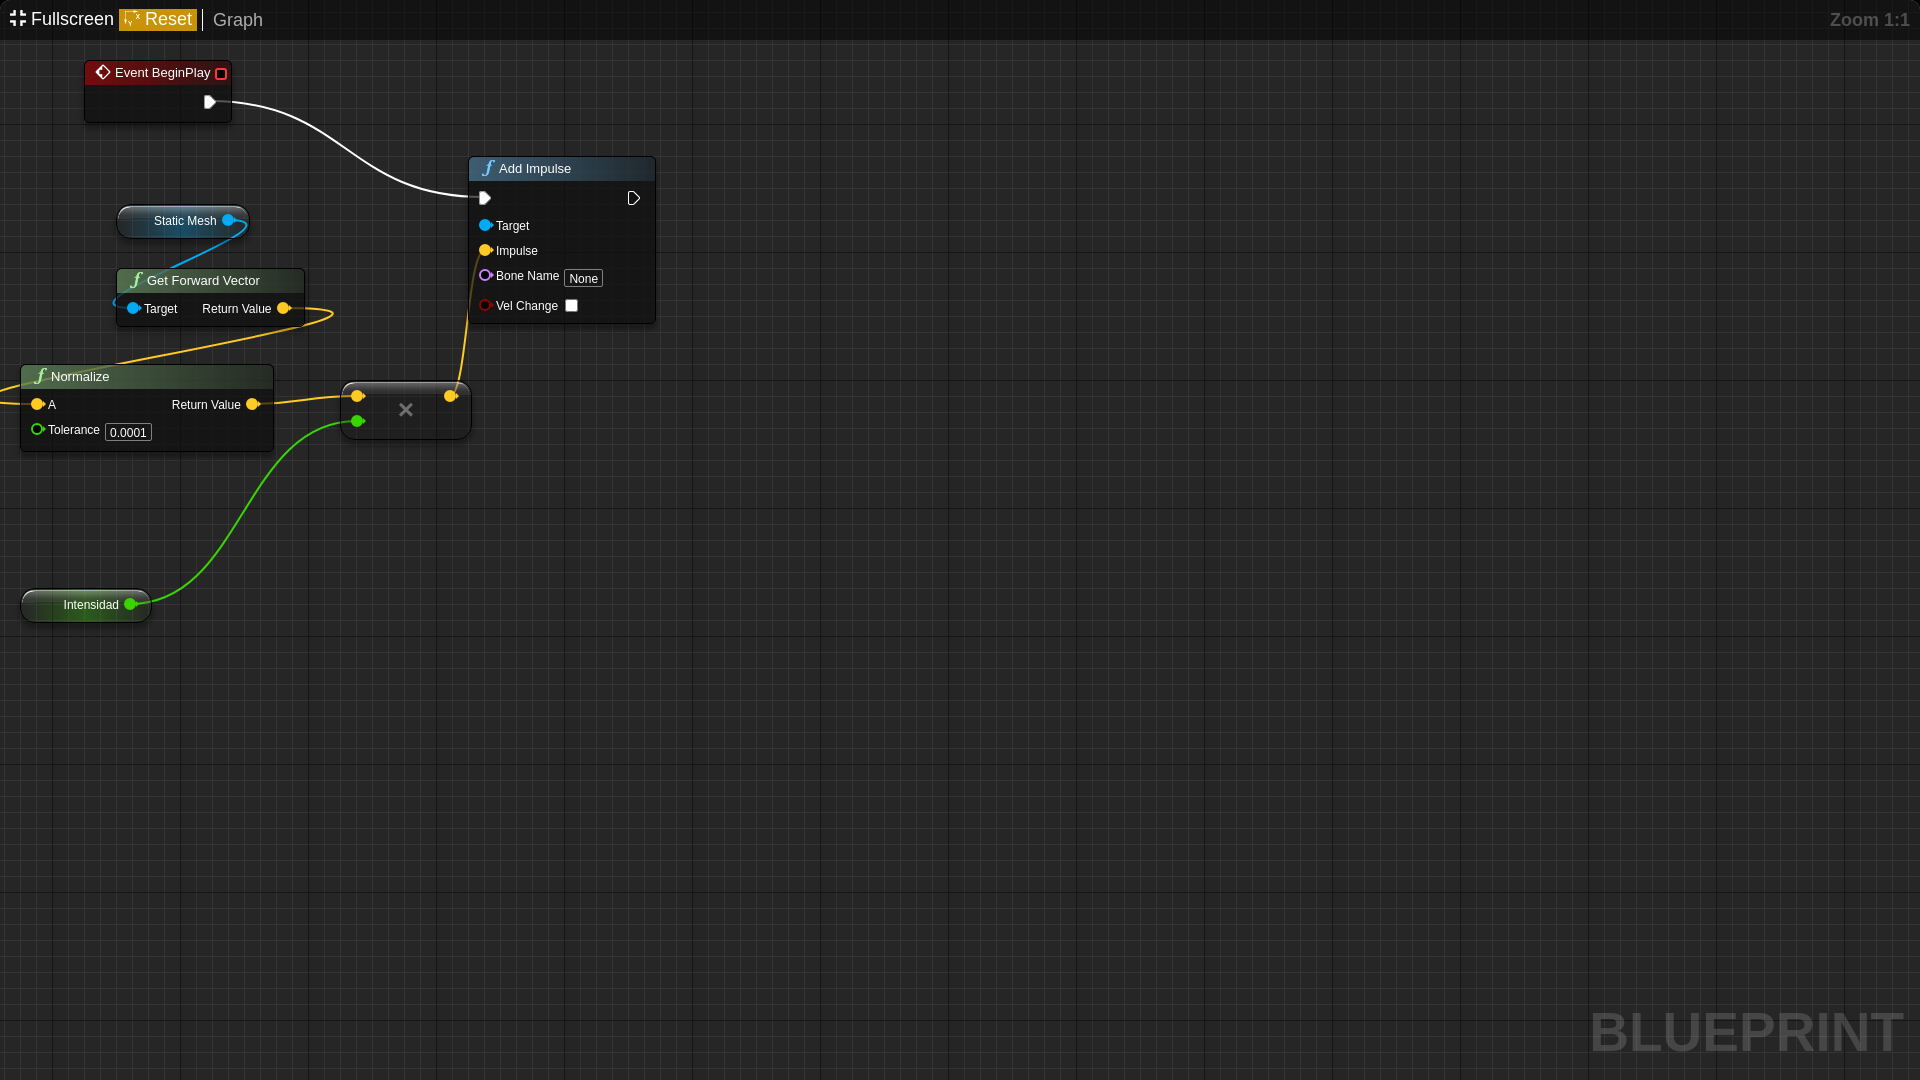 Fullscreen Reset Graph Zoom 1:1
Event BeginPlay
Add Impulse
Static Mesh
Target
Impulse
Bone Name None
Vel Change
Get Forward Vector
Target Return Value
Normalize
A Return Value
Tolerance 0.0001
Intensidad
BLUEPRINT